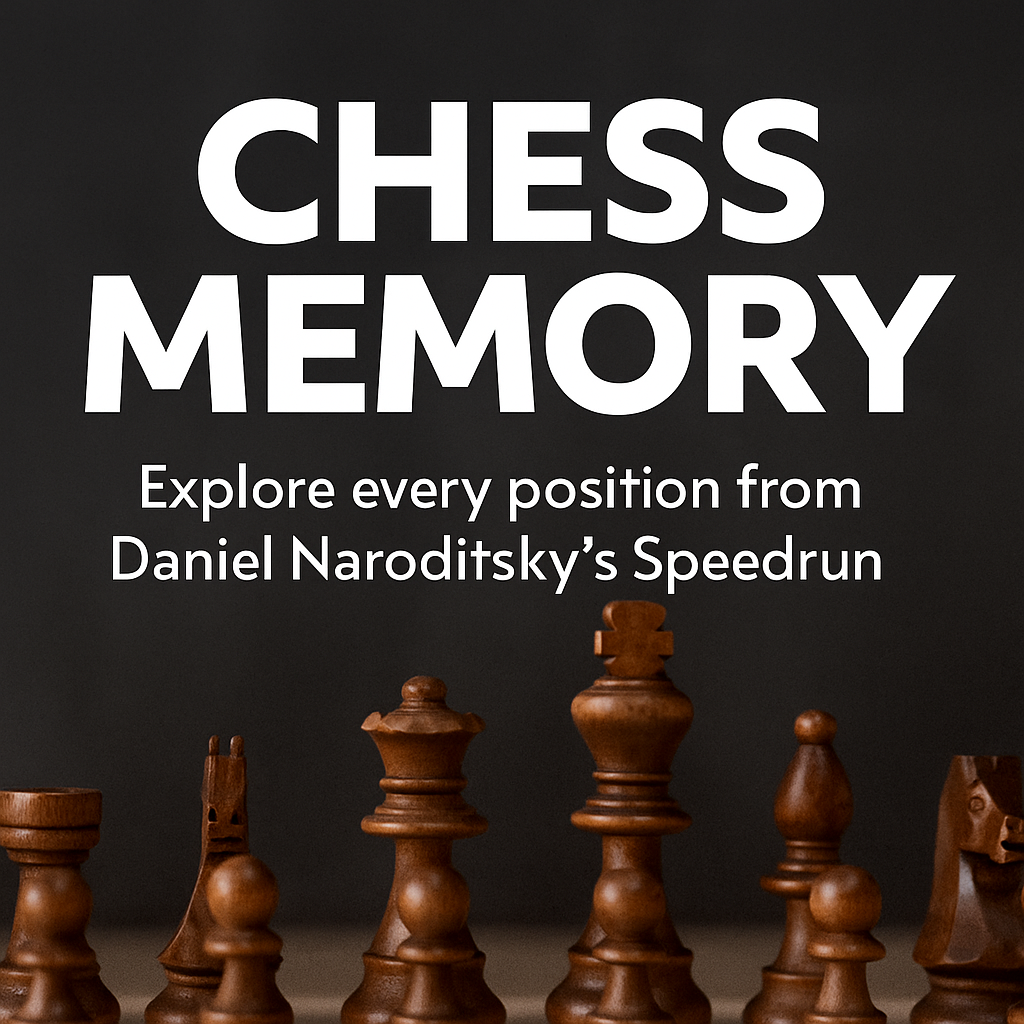 CHESS
MEMORY
Explore every position from
Daniel Naroditsky’s Speedrun